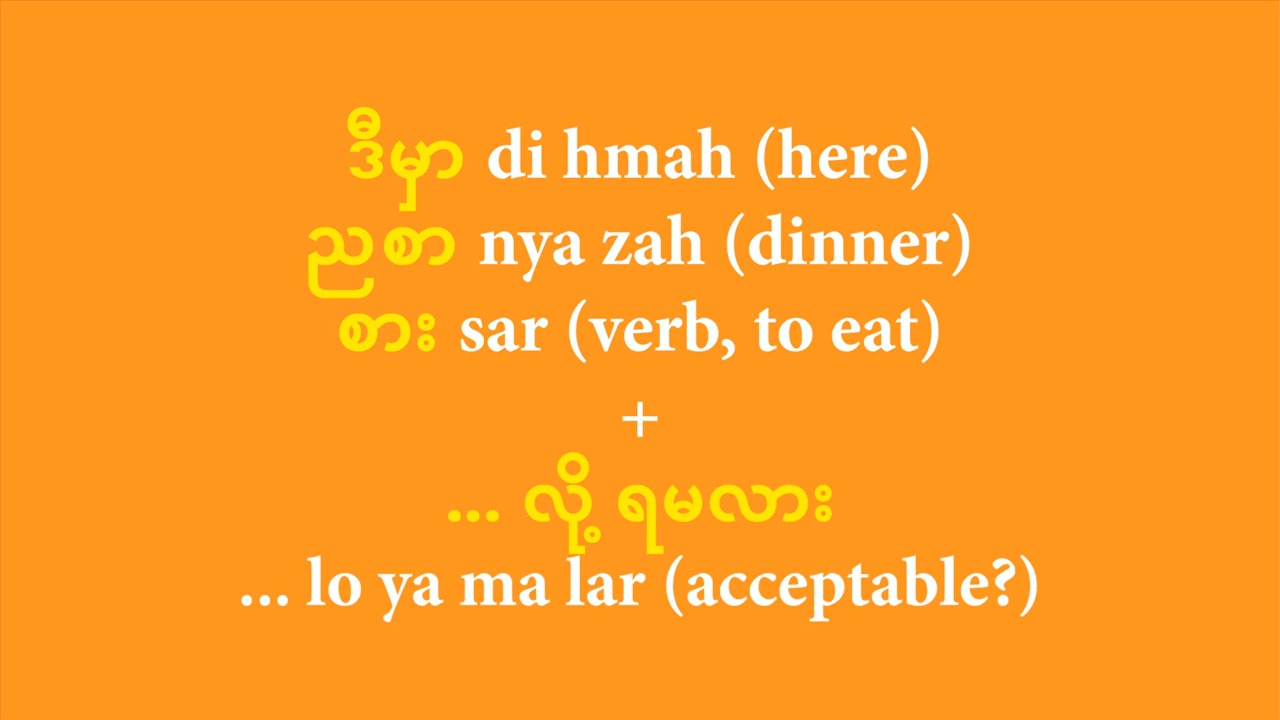 ဒီမှာ di hmah (here)
ညစာ nya zah (dinner)
စား sar (verb, to eat)
+
... လို့ ရမလား
... lo ya ma lar (acceptable?)